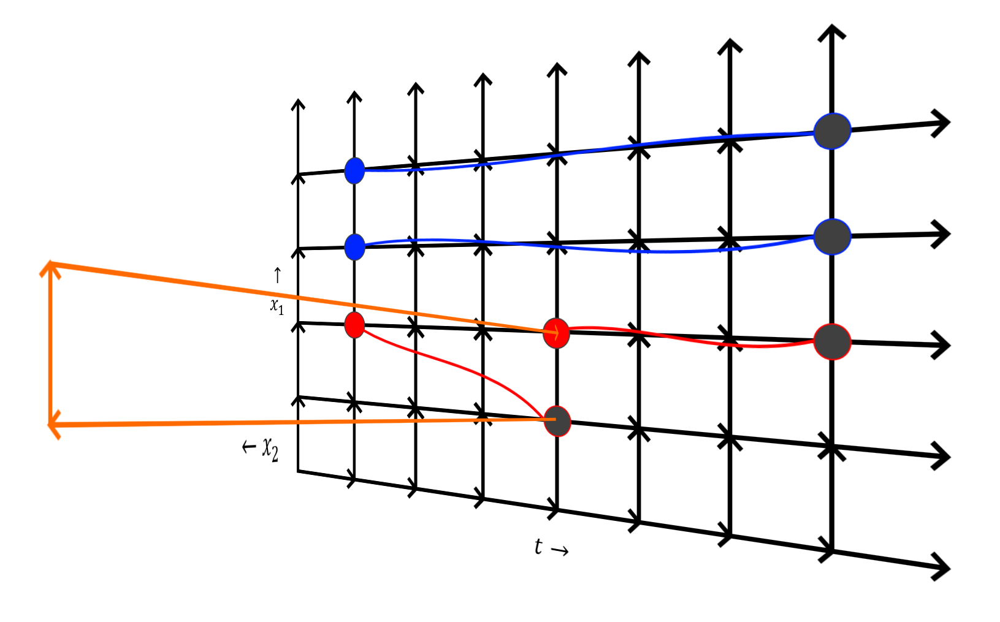 ↑
x₁
← x₂
t →